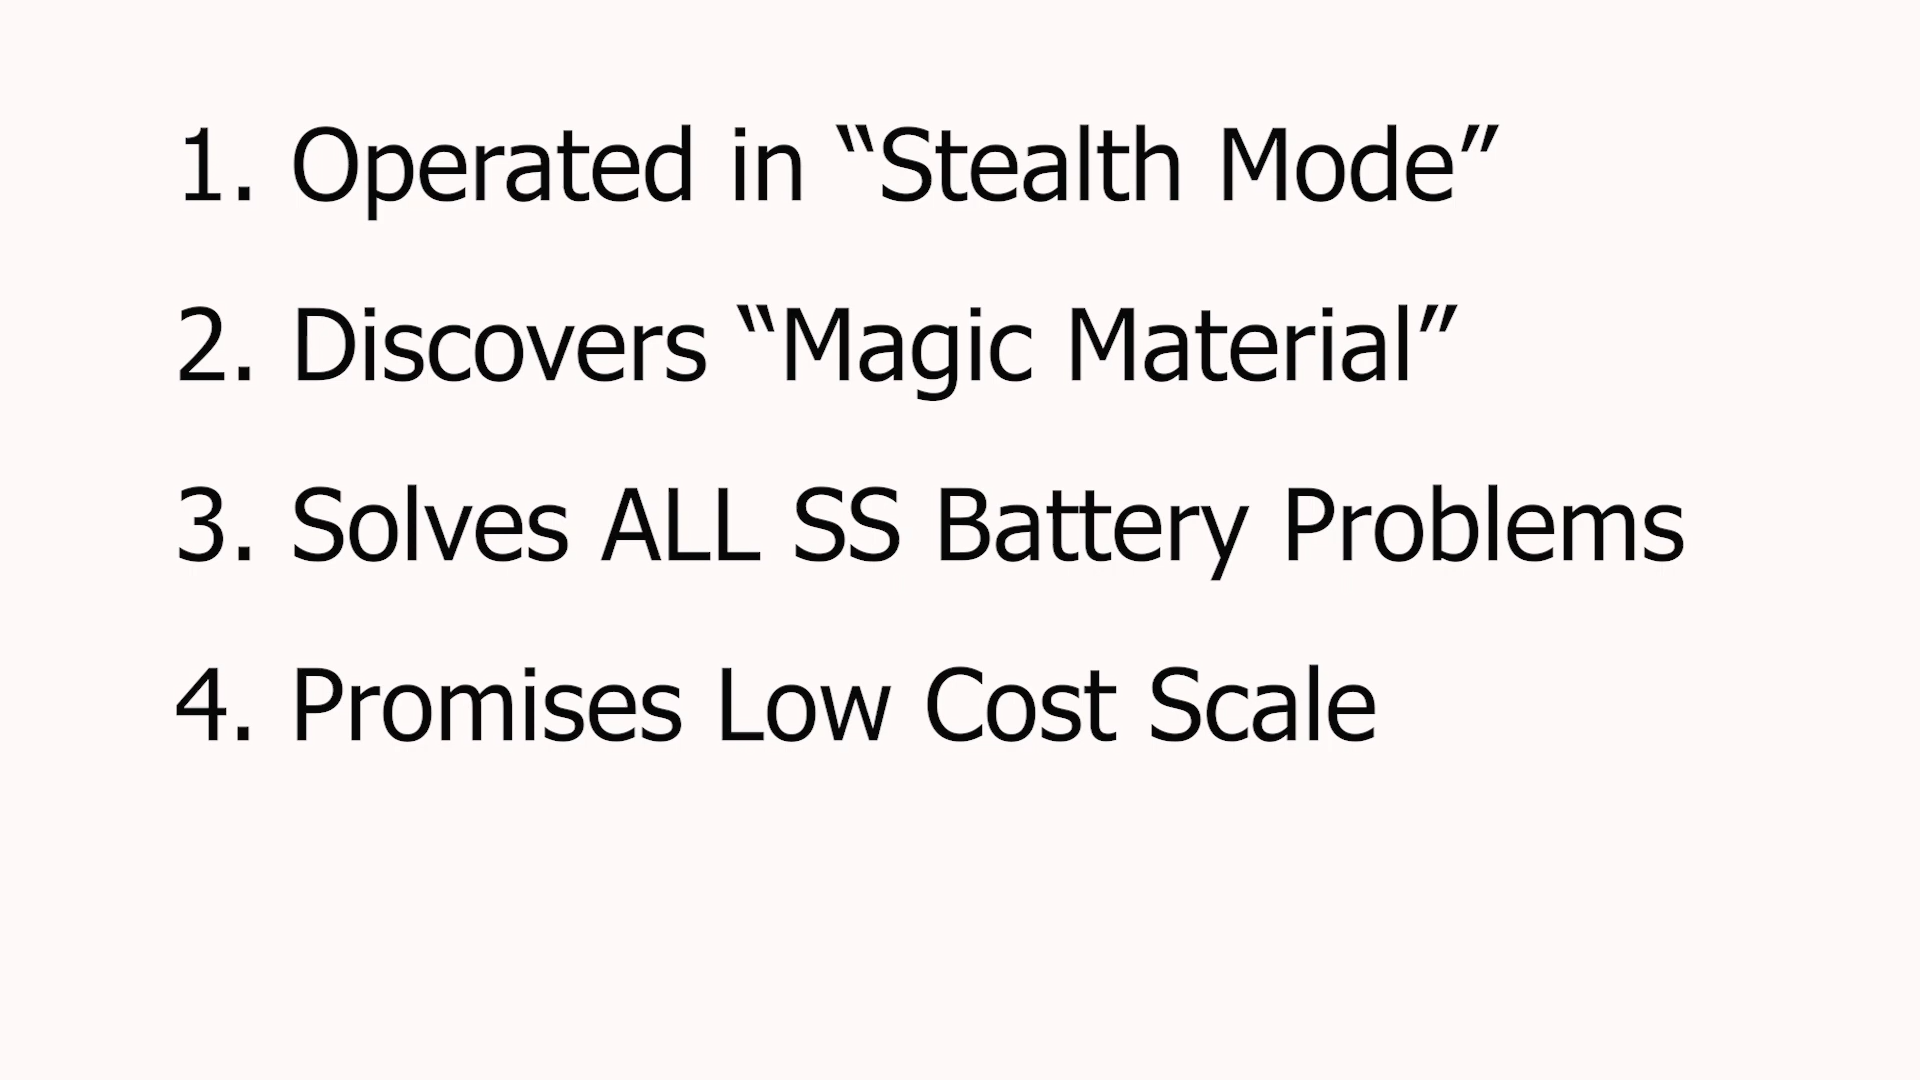 1. Operated in “Stealth Mode”
2. Discovers “Magic Material”
3. Solves ALL SS Battery Problems
4. Promises Low Cost Scale